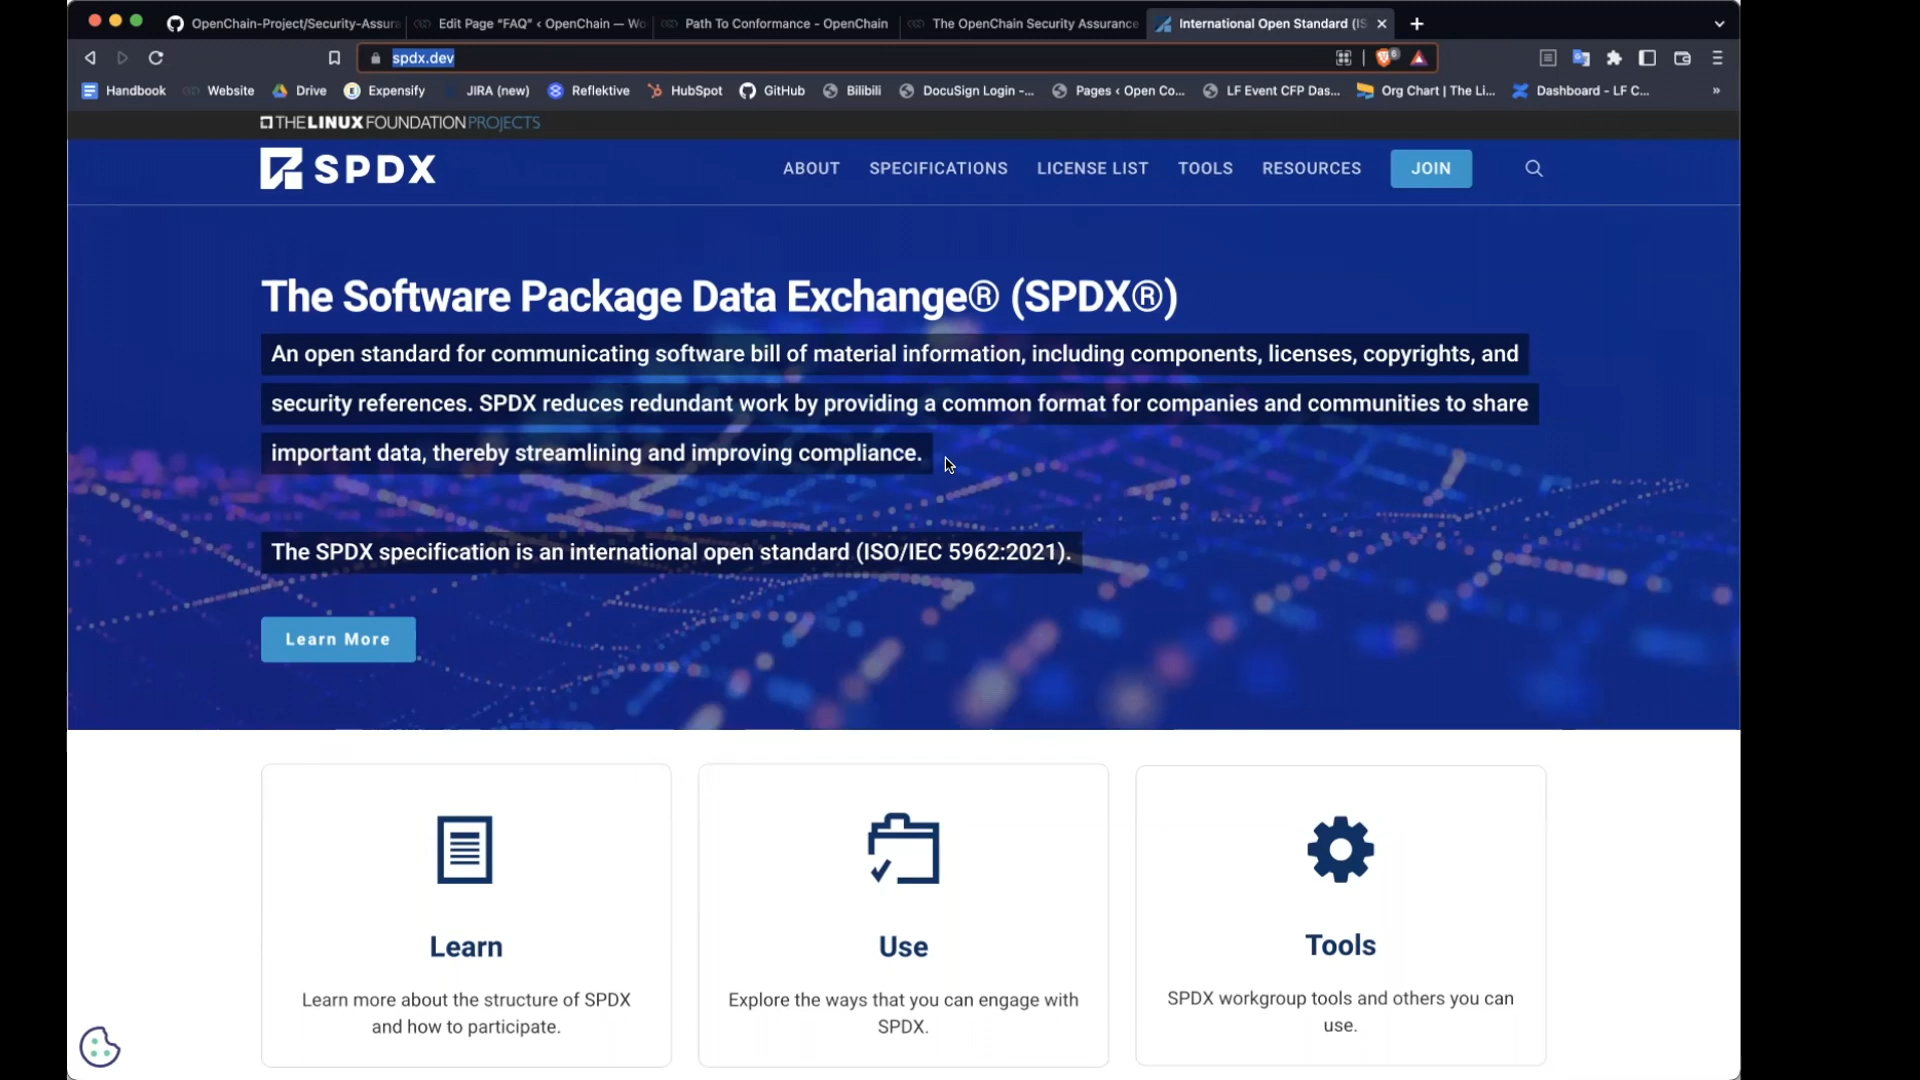 OpenChain-Project/Security-Assura
Edit Page "FAQ" ‹ OpenChain — Wo
Path To Conformance - OpenChain
The OpenChain Security Assurance
International Open Standard (IS
spdx.dev
6
Handbook
Website
Drive
Expensify
JIRA (new)
Reflektive
HubSpot
GitHub
Bilibili
DocuSign Login -...
Pages ‹ Open Co...
LF Event CFP Das...
Org Chart | The Li...
Dashboard - LF C...
»
THE LINUX FOUNDATION PROJECTS
SPDX
ABOUT
SPECIFICATIONS
LICENSE LIST
TOOLS
RESOURCES
JOIN
The Software Package Data Exchange® (SPDX®)
An open standard for communicating software bill of material information, including components, licenses, copyrights, and
security references. SPDX reduces redundant work by providing a common format for companies and communities to share
important data, thereby streamlining and improving compliance.
The SPDX specification is an international open standard (ISO/IEC 5962:2021).
Learn More
Learn
Learn more about the structure of SPDX
and how to participate.
Use
Explore the ways that you can engage with
SPDX.
Tools
SPDX workgroup tools and others you can
use.